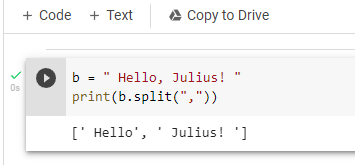 + Code + Text Copy to Drive
0s
b = " Hello, Julius! "
print(b.split(","))
[' Hello', ' Julius! ']